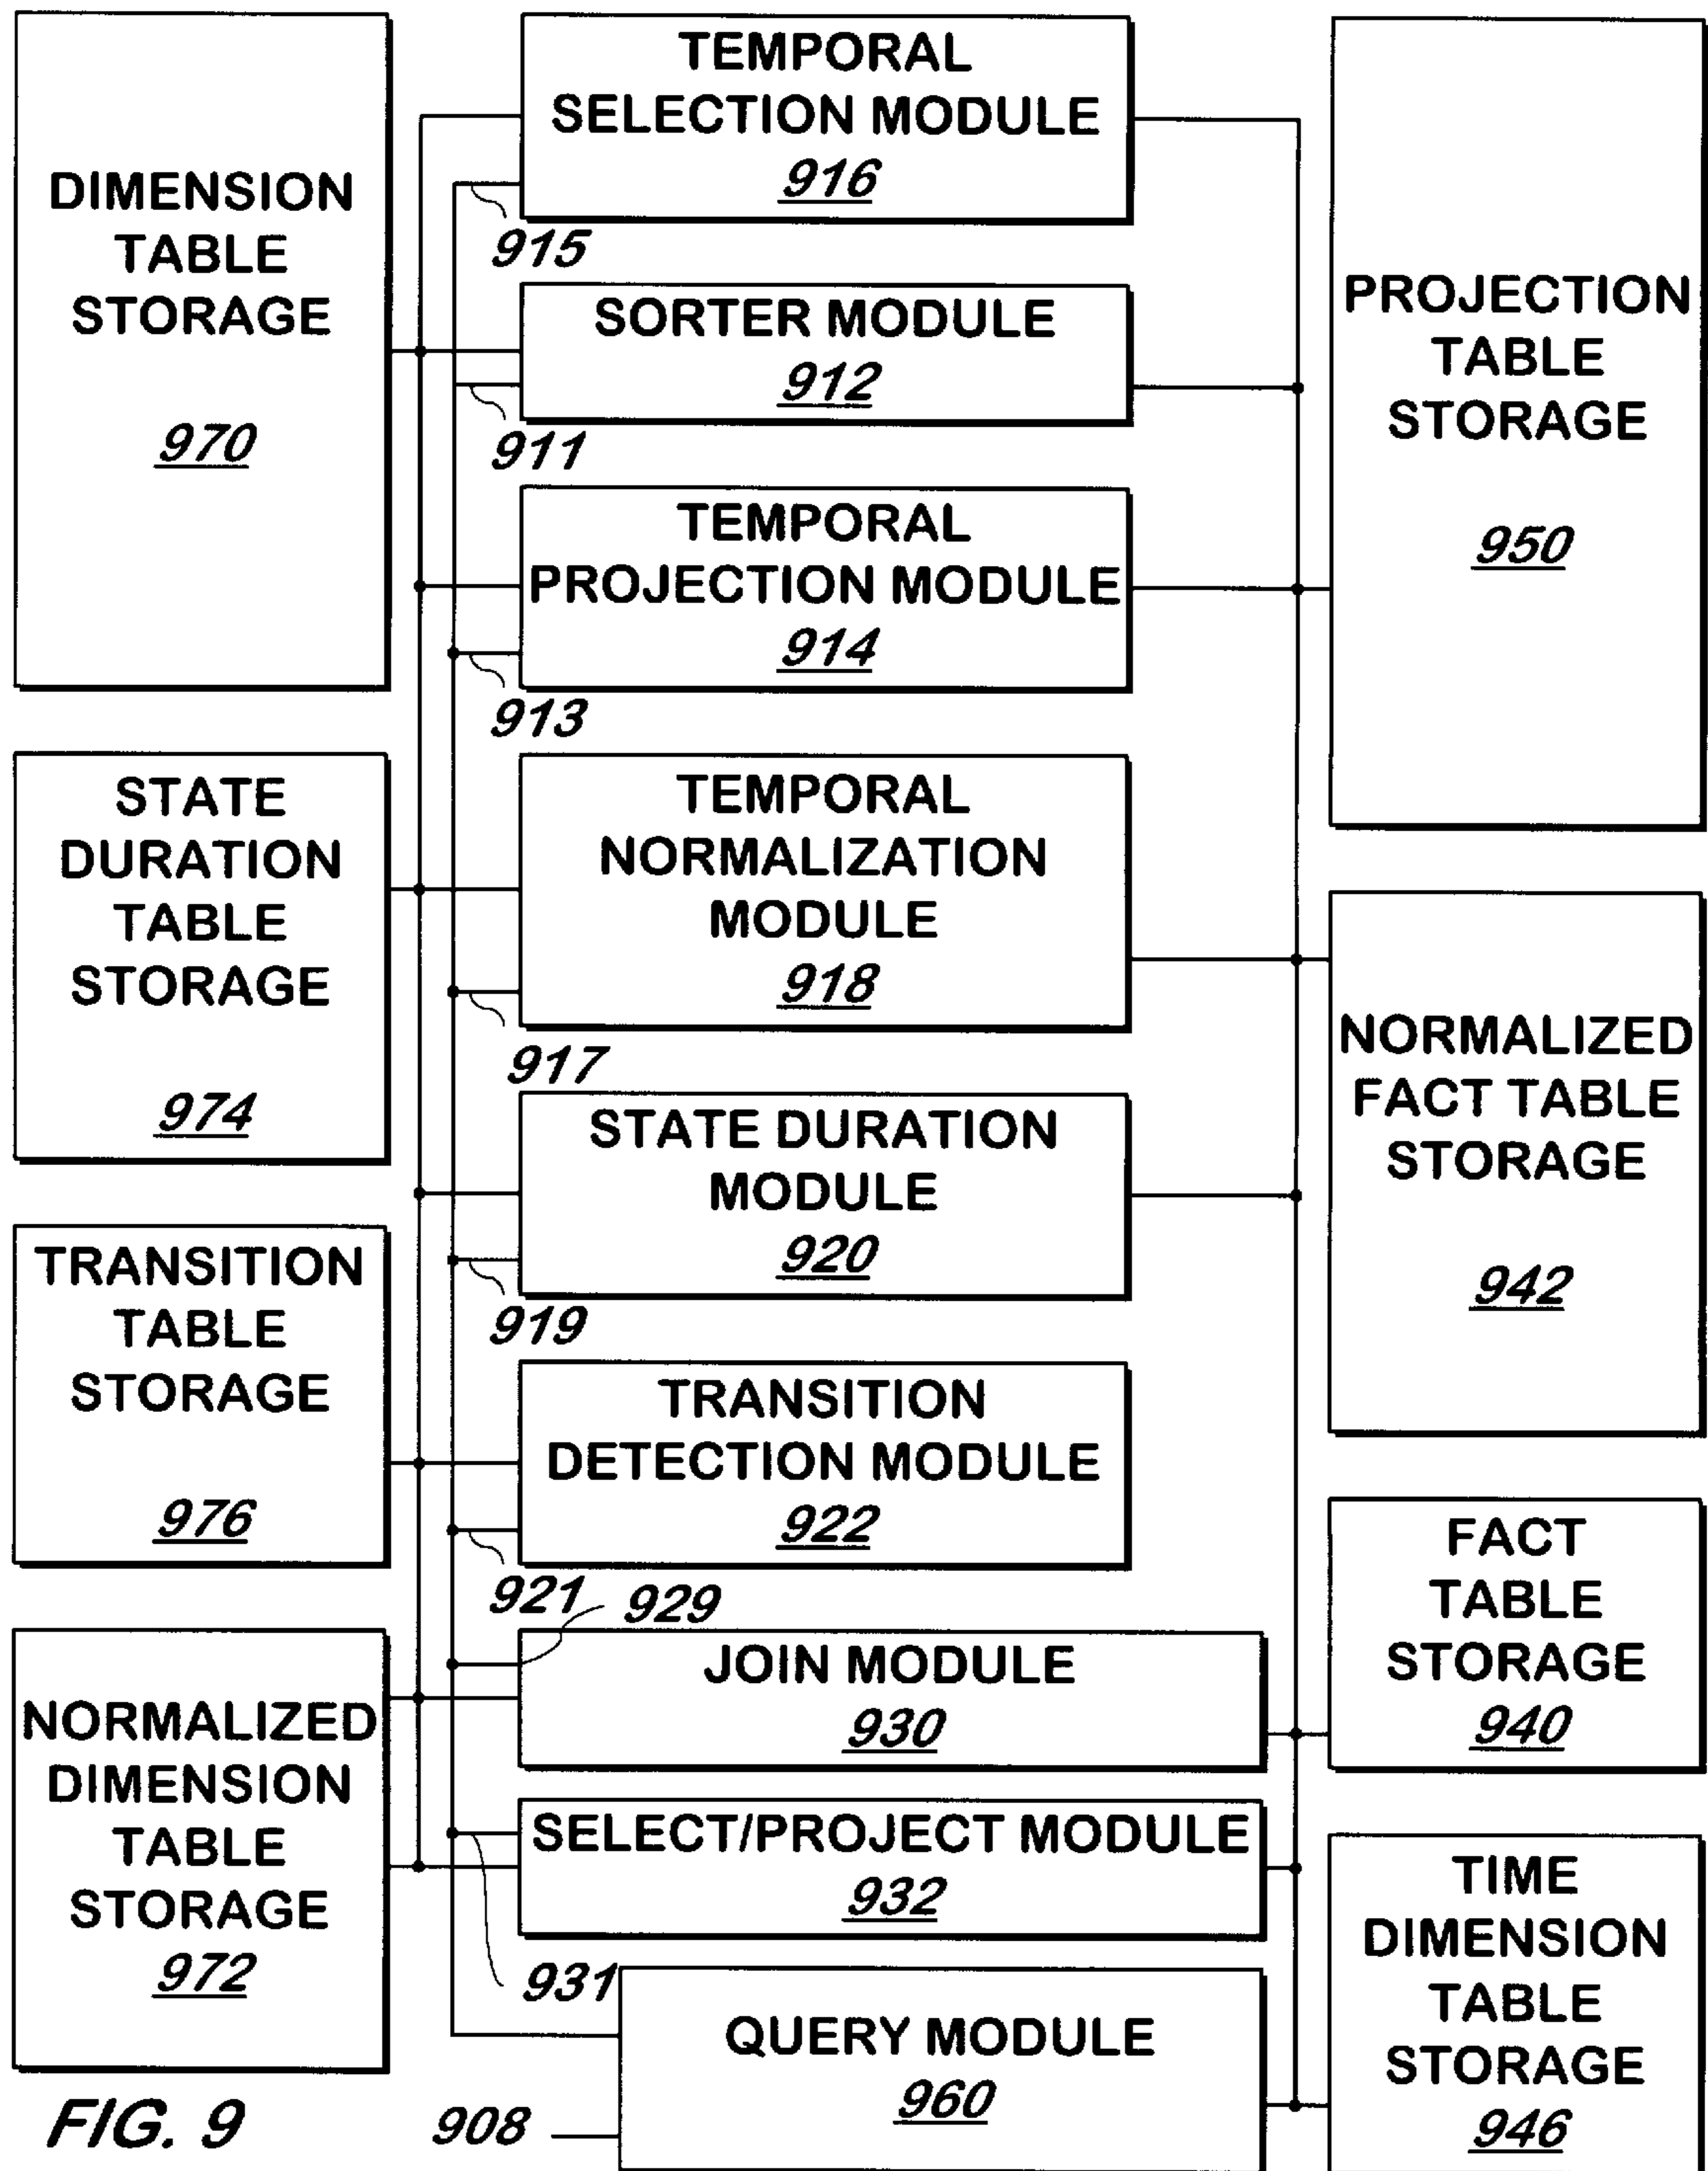 DIMENSION
TABLE
STORAGE
970
STATE
DURATION
TABLE
STORAGE
974
TRANSITION
TABLE
STORAGE
976
NORMALIZED
DIMENSION
TABLE
STORAGE
972
TEMPORAL
SELECTION MODULE
916
915
SORTER MODULE
912
911
TEMPORAL
PROJECTION MODULE
914
913
TEMPORAL
NORMALIZATION
MODULE
918
917
STATE DURATION
MODULE
920
919
TRANSITION
DETECTION MODULE
922
921
929
JOIN MODULE
930
SELECT/PROJECT MODULE
932
931
QUERY MODULE
960
908
PROJECTION
TABLE
STORAGE
950
NORMALIZED
FACT TABLE
STORAGE
942
FACT
TABLE
STORAGE
940
TIME
DIMENSION
TABLE
STORAGE
946
FIG. 9